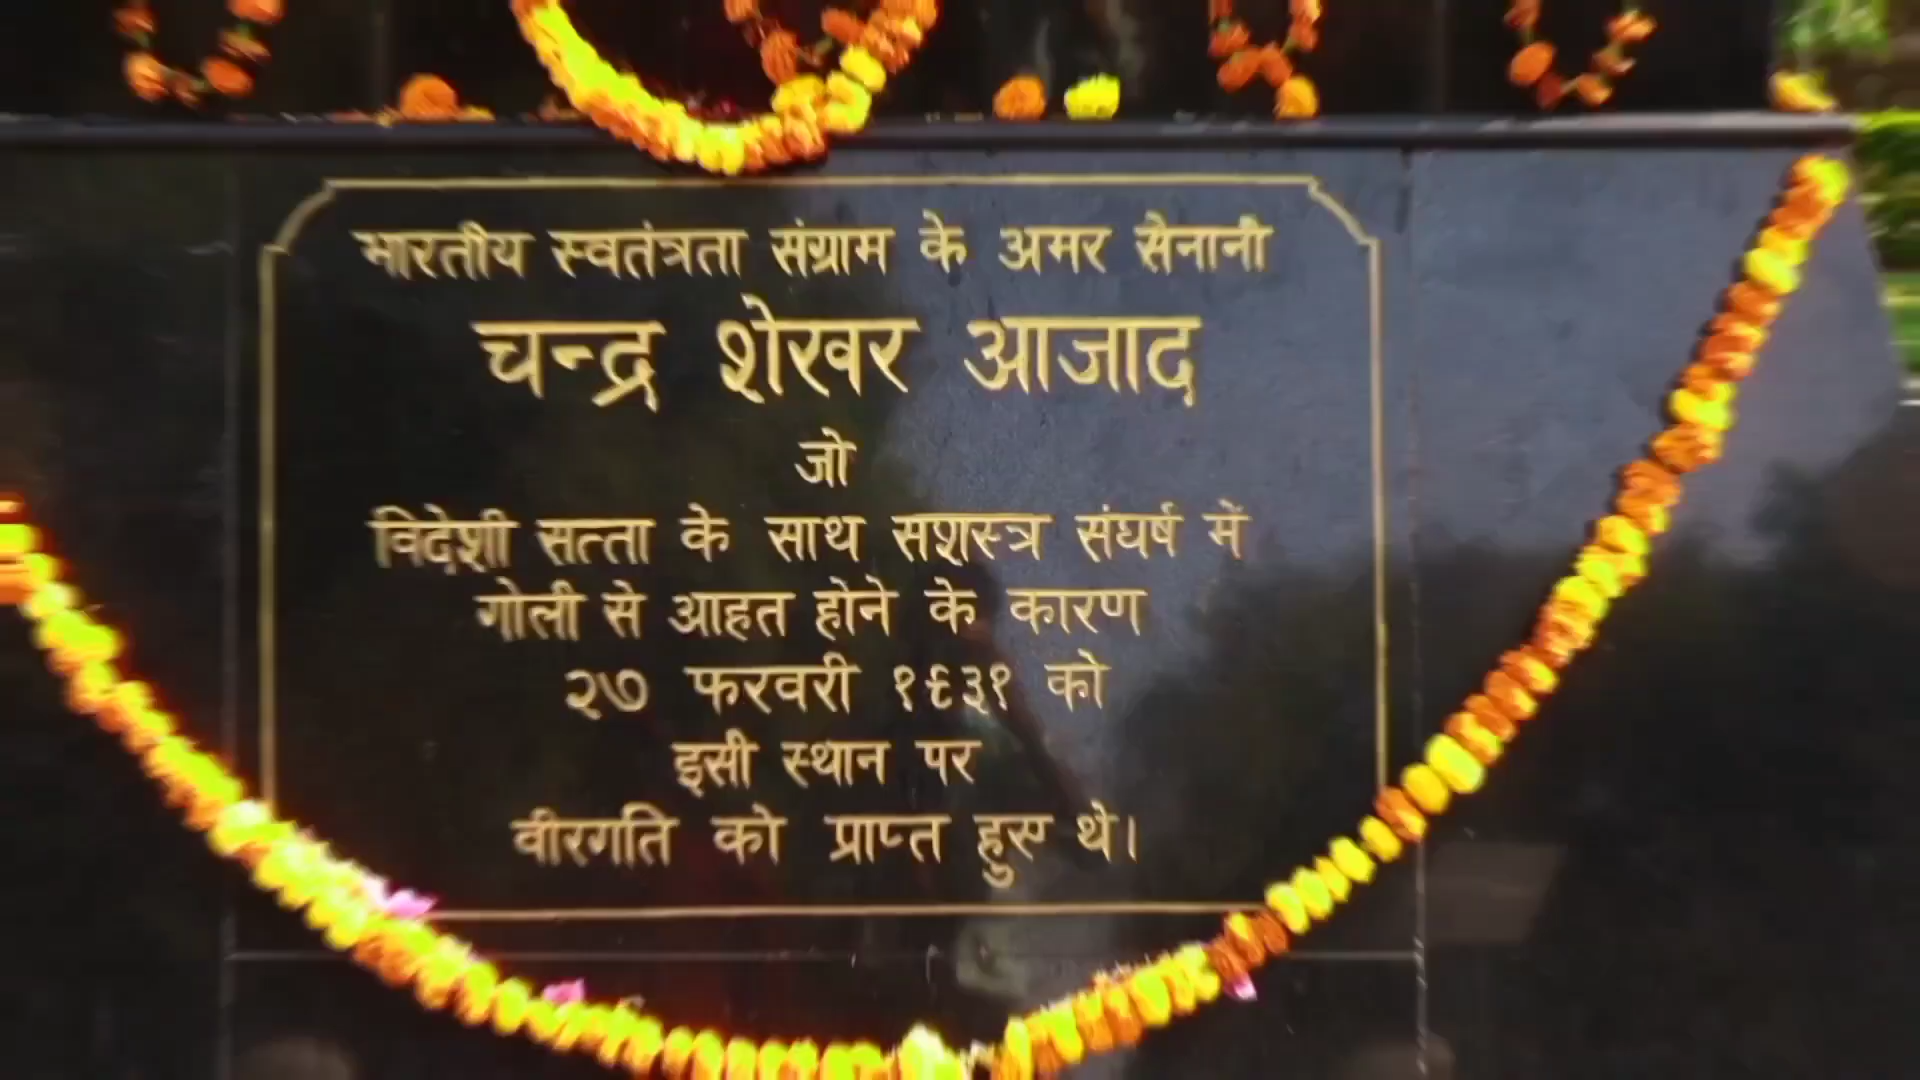 भारतीय स्वतंत्रता संग्राम के अमर सैनानी
चन्द्र शेखर आजाद
जो
विदेशी सत्ता के साथ सशस्त्र संघर्ष में
गोली से आहत होने के कारण
२७ फरवरी १९३१ को
इसी स्थान पर
वीरगति को प्राप्त हुए थे।